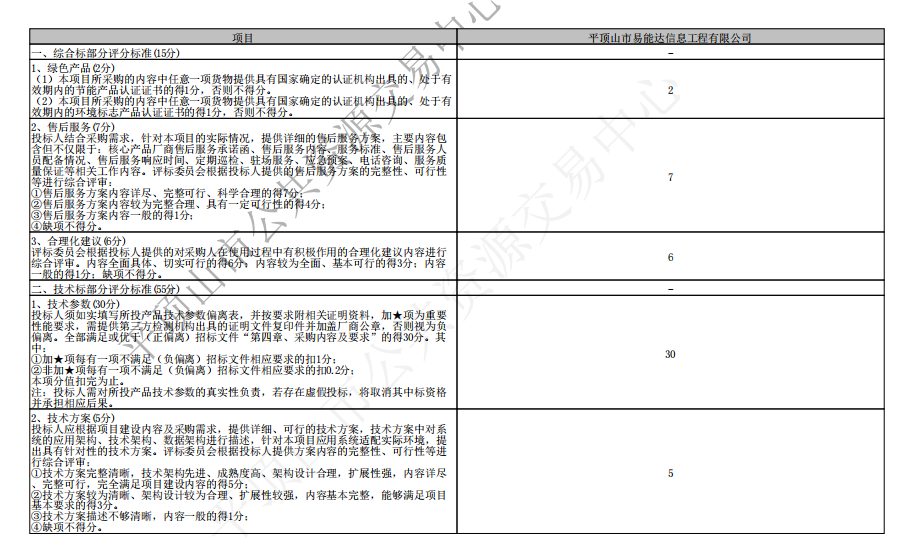 项目
平顶山市易能达信息工程有限公司
一、综合标部分评分标准(15分)
-
1、绿色产品(2分)
（1）本项目所采购的内容中任意一项货物提供具有国家确定的认证机构出具的、处于有
效期内的节能产品认证证书的得1分，否则不得分。
（2）本项目所采购的内容中任意一项货物提供具有国家确定的认证机构出具的、处于有
效期内的环境标志产品认证证书的得1分，否则不得分。
2
2、售后服务(7分)
投标人结合采购需求，针对本项目的实际情况，提供详细的售后服务方案，主要内容包
含但不仅限于：核心产品厂商售后服务承诺函、售后服务内容、服务标准、售后服务人
员配备情况、售后服务响应时间、定期巡检、驻场服务、应急预案、电话咨询、服务质
量保证等相关工作内容。评标委员会根据投标人提供的售后服务方案的完整性、可行性
等进行综合评审：
①售后服务方案内容详尽、完整可行、科学合理的得7分；
②售后服务方案内容较为完整合理、具有一定可行性的得4分；
③售后服务方案内容一般的得1分；
④缺项不得分。
7
3、合理化建议(6分)
评标委员会根据投标人提供的对采购人在使用过程中有积极作用的合理化建议内容进行
综合评审。内容全面具体、切实可行的得6分；内容较为全面、基本可行的得3分；内容
一般的得1分；缺项不得分。
6
二、技术标部分评分标准(55分)
-
1、技术参数(30分)
投标人须如实填写所投产品技术参数偏离表，并按要求附相关证明资料，加★项为重要
性能要求，需提供第三方检测机构出具的证明文件复印件并加盖厂商公章，否则视为负
偏离。全部满足或优于（正偏离）招标文件“第四章、采购内容及要求”的得30分。其
中：
①加★项每有一项不满足（负偏离）招标文件相应要求的扣1分；
②非加★项每有一项不满足（负偏离）招标文件相应要求的扣0.2分；
本项分值扣完为止。
注：投标人需对所投产品技术参数的真实性负责，若存在虚假投标，将取消其中标资格
并承担相应后果。
30
2、技术方案(5分)
投标人应根据项目建设内容及采购需求，提供详细、可行的技术方案，技术方案中对系
统的应用架构、技术架构、数据架构进行描述，针对本项目应用系统适配实际环境，提
出具有针对性的技术方案。评标委员会根据投标人提供方案内容的完整性、可行性等进
行综合评审：
①技术方案完整清晰，技术架构先进、成熟度高、架构设计合理，扩展性强，内容详尽
、完整可行，完全满足项目建设内容的得5分；
②技术方案较为清晰、架构设计较为合理、扩展性较强，内容基本完整，能够满足项目
基本要求的得3分。
③技术方案描述不够清晰，内容一般的得1分；
④缺项不得分。
5
平顶山市公共资源交易中心
平顶山市公共资源交易中心